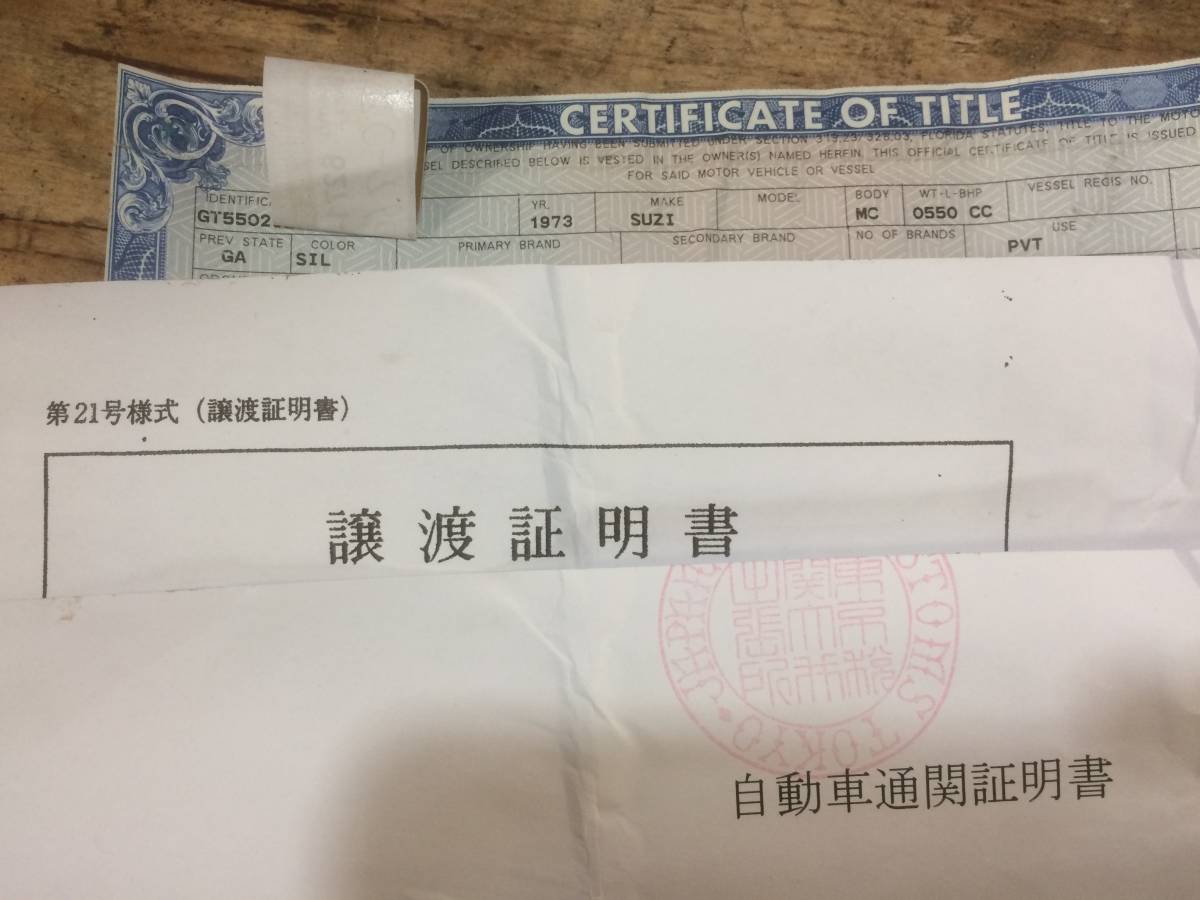 CERTIFICATE OF TITLE
OF OWNERSHIP HAVING BEEN SUBMITTED UNDER SECTION 319.23/328.03, FLORIDA STATUTES, TITLE TO THE MOTO
SEL DESCRIBED BELOW IS VESTED IN THE OWNER(S) NAMED HEREIN. THIS OFFICIAL CERTIFICATE OF TITLE IS ISSUED
FOR SAID MOTOR VEHICLE OR VESSEL
IDENTIFICA YR. MAKE MODEL BODY WT-L-BHP VESSEL REGIS NO.
GT5502 1973 SUZI MC 0550 CC
PREV STATE COLOR PRIMARY BRAND SECONDARY BRAND NO OF BRANDS USE
GA SIL PVT
第21号様式（譲渡証明書）
譲渡証明書
TOKYO
自動車通関証明書